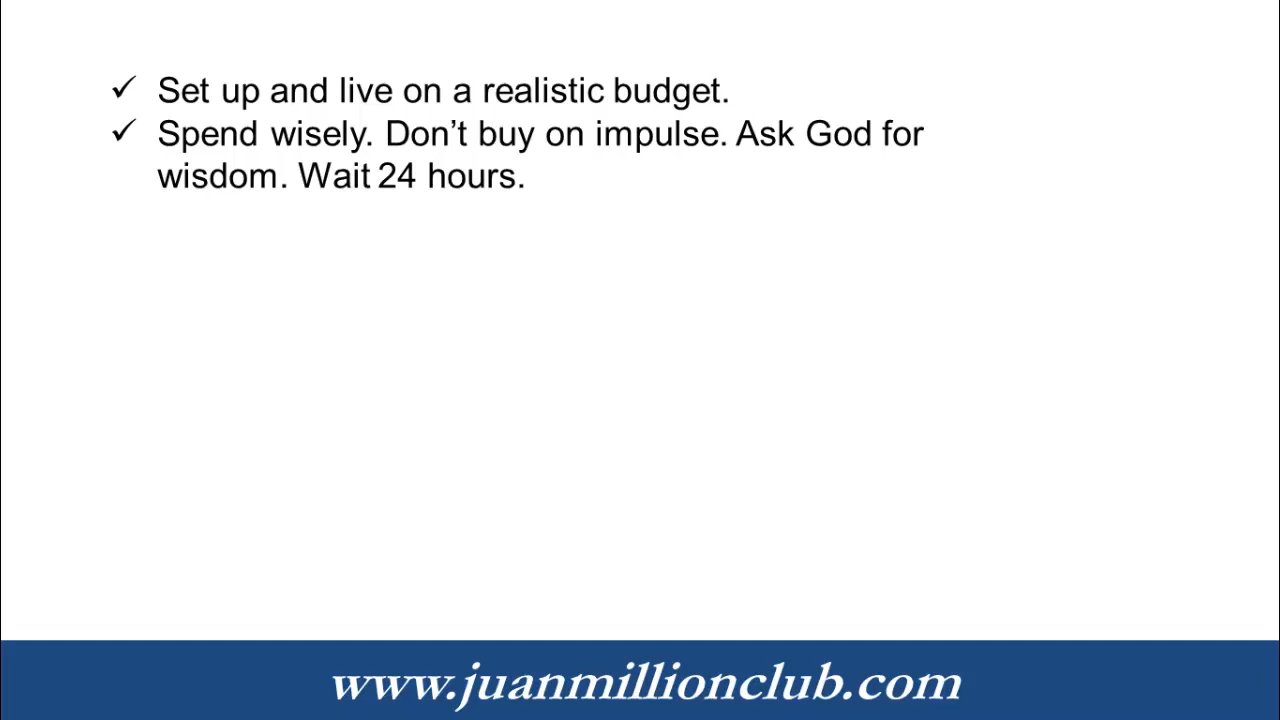 ✓ Set up and live on a realistic budget.
✓ Spend wisely. Don’t buy on impulse. Ask God for
wisdom. Wait 24 hours.
www.juanmillionclub.com